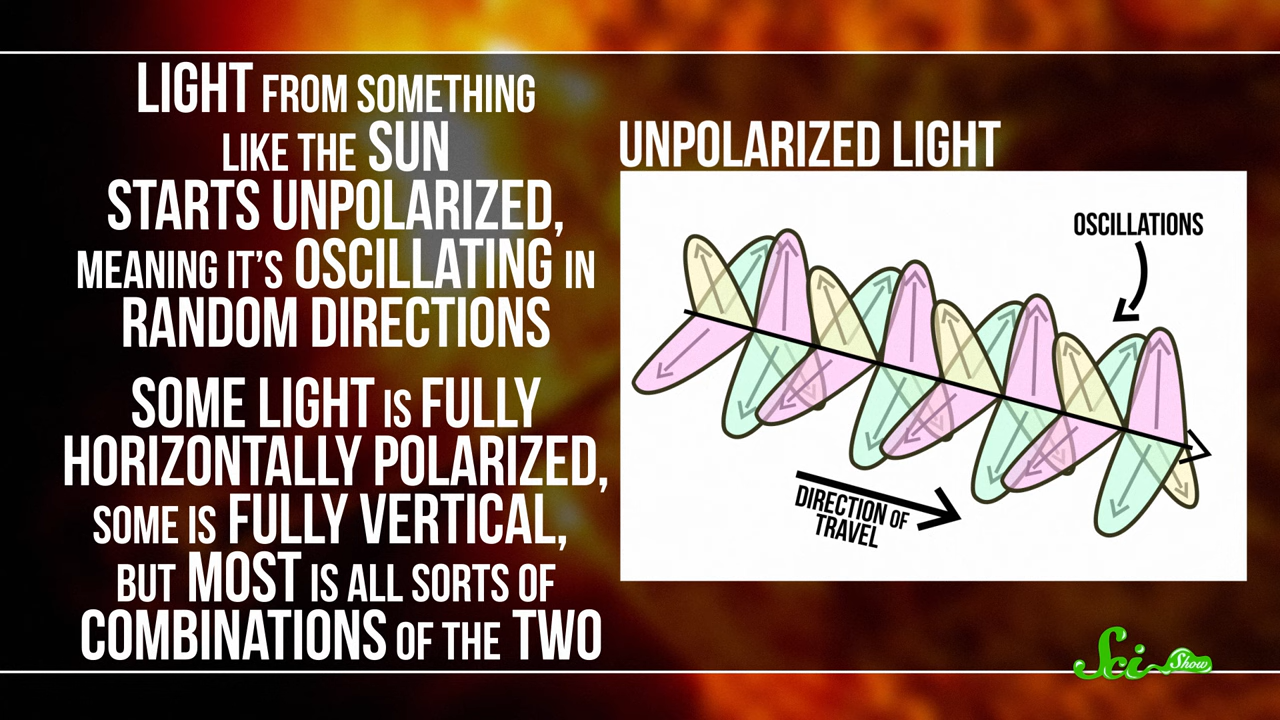 LIGHT FROM SOMETHING
LIKE THE SUN
STARTS UNPOLARIZED,
MEANING IT'S OSCILLATING IN
RANDOM DIRECTIONS
SOME LIGHT IS FULLY
HORIZONTALLY POLARIZED,
SOME IS FULLY VERTICAL,
BUT MOST IS ALL SORTS OF
COMBINATIONS OF THE TWO
UNPOLARIZED LIGHT
OSCILLATIONS
DIRECTION OF
TRAVEL
Sci Show